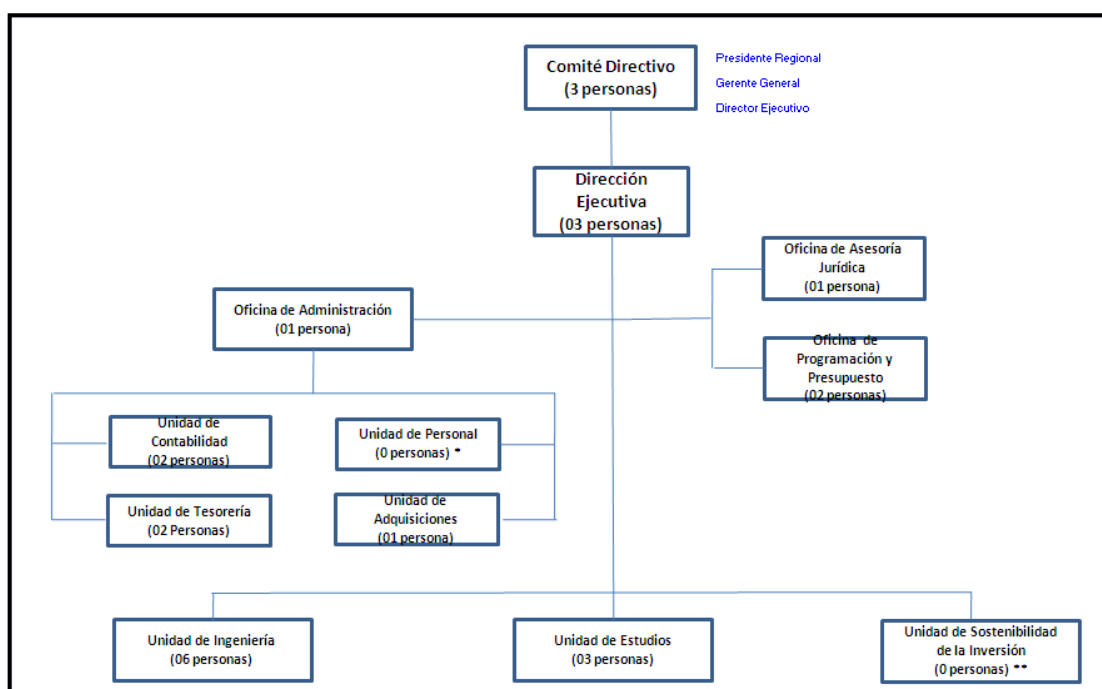 Comité Directivo
(3 personas)
Presidente Regional
Gerente General
Director Ejecutivo
Dirección
Ejecutiva
(03 personas)
Oficina de Asesoría
Jurídica
(01 persona)
Oficina de Administración
(01 persona)
Oficina de
Programación y
Presupuesto
(02 personas)
Unidad de
Contabilidad
(02 personas)
Unidad de Personal
(0 personas) *
Unidad de Tesorería
(02 Personas)
Unidad de
Adquisiciones
(01 persona)
Unidad de Ingeniería
(06 personas)
Unidad de Estudios
(03 personas)
Unidad de Sostenibilidad
de la Inversión
(0 personas) **